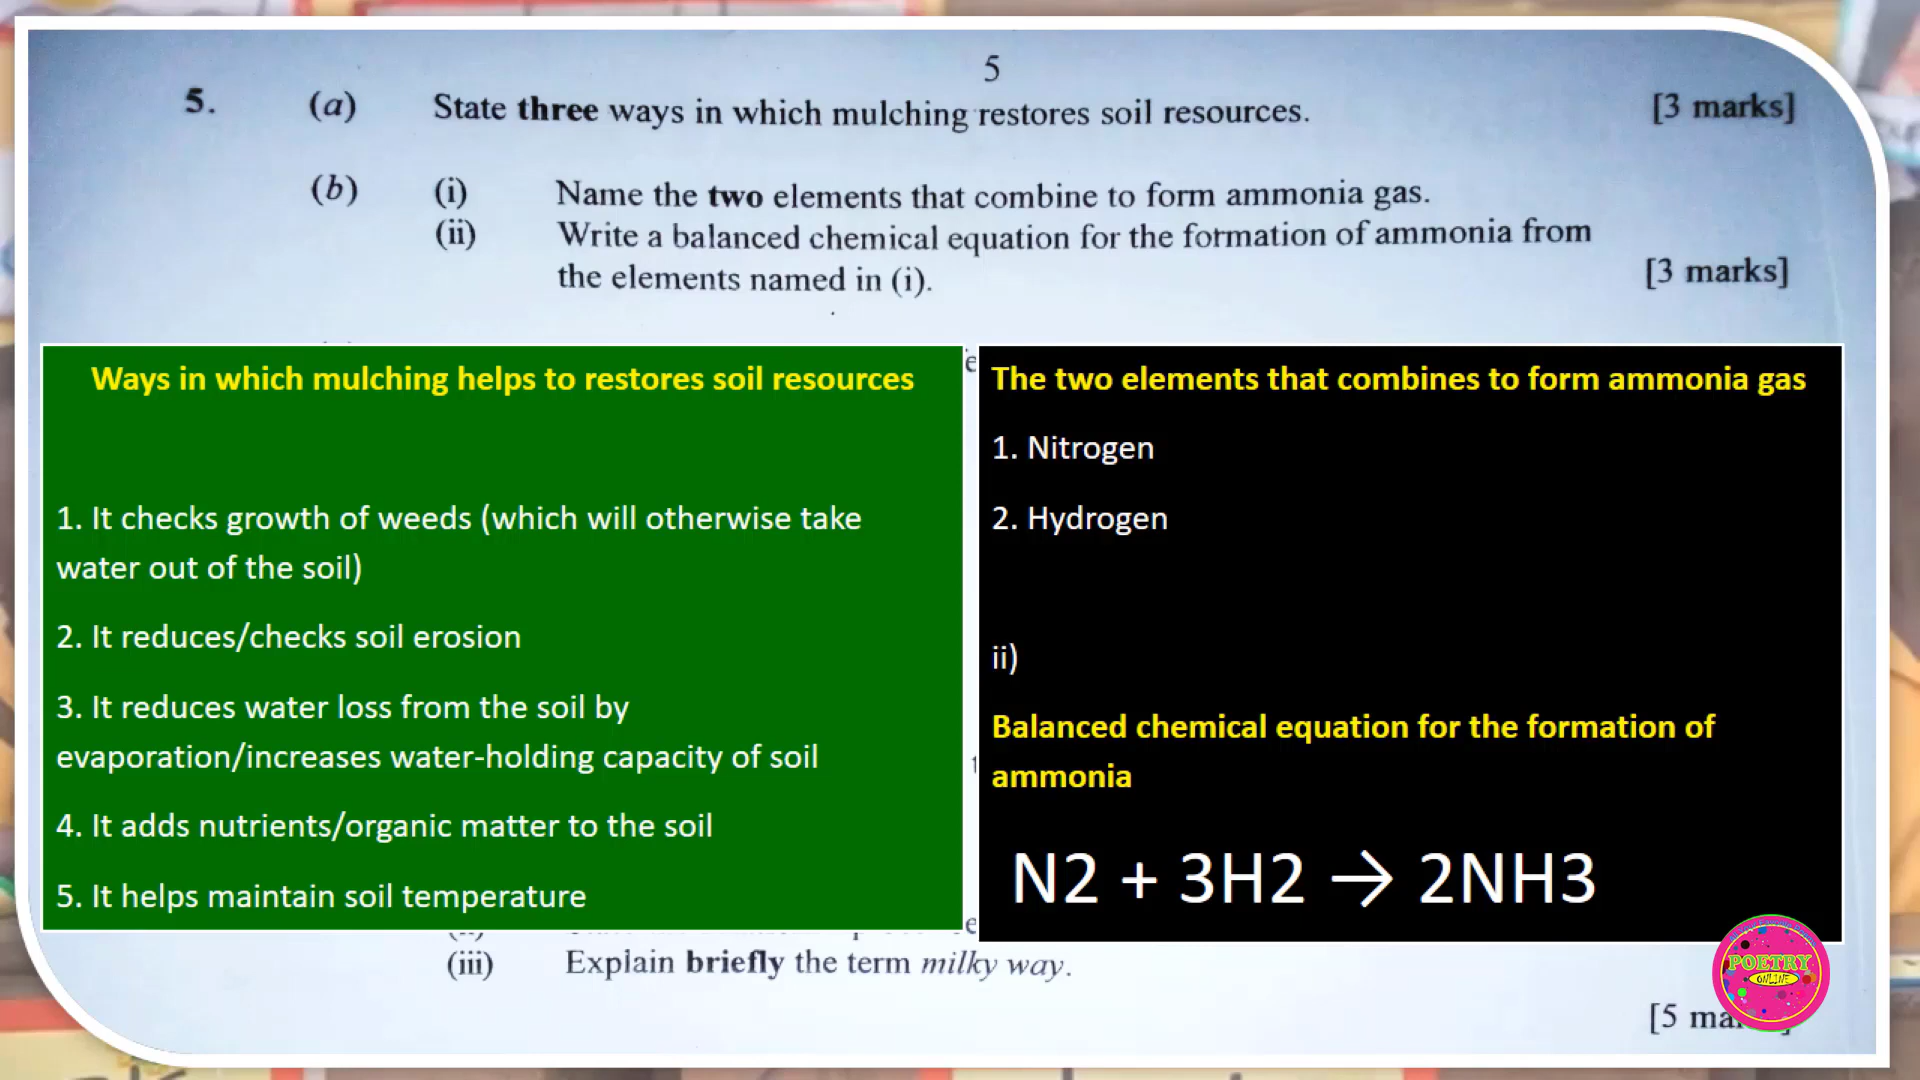 5
5. (a) State three ways in which mulching restores soil resources. [3 marks]
(b) (i) Name the two elements that combine to form ammonia gas.
(ii) Write a balanced chemical equation for the formation of ammonia from
the elements named in (i). [3 marks]
Ways in which mulching helps to restores soil resources
1. It checks growth of weeds (which will otherwise take
water out of the soil)
2. It reduces/checks soil erosion
3. It reduces water loss from the soil by
evaporation/increases water-holding capacity of soil
4. It adds nutrients/organic matter to the soil
5. It helps maintain soil temperature
The two elements that combines to form ammonia gas
1. Nitrogen
2. Hydrogen
ii)
Balanced chemical equation for the formation of
ammonia
N2 + 3H2 → 2NH3
(iii) Explain briefly the term milky way.
[5 ma
POETRY
ONLINE